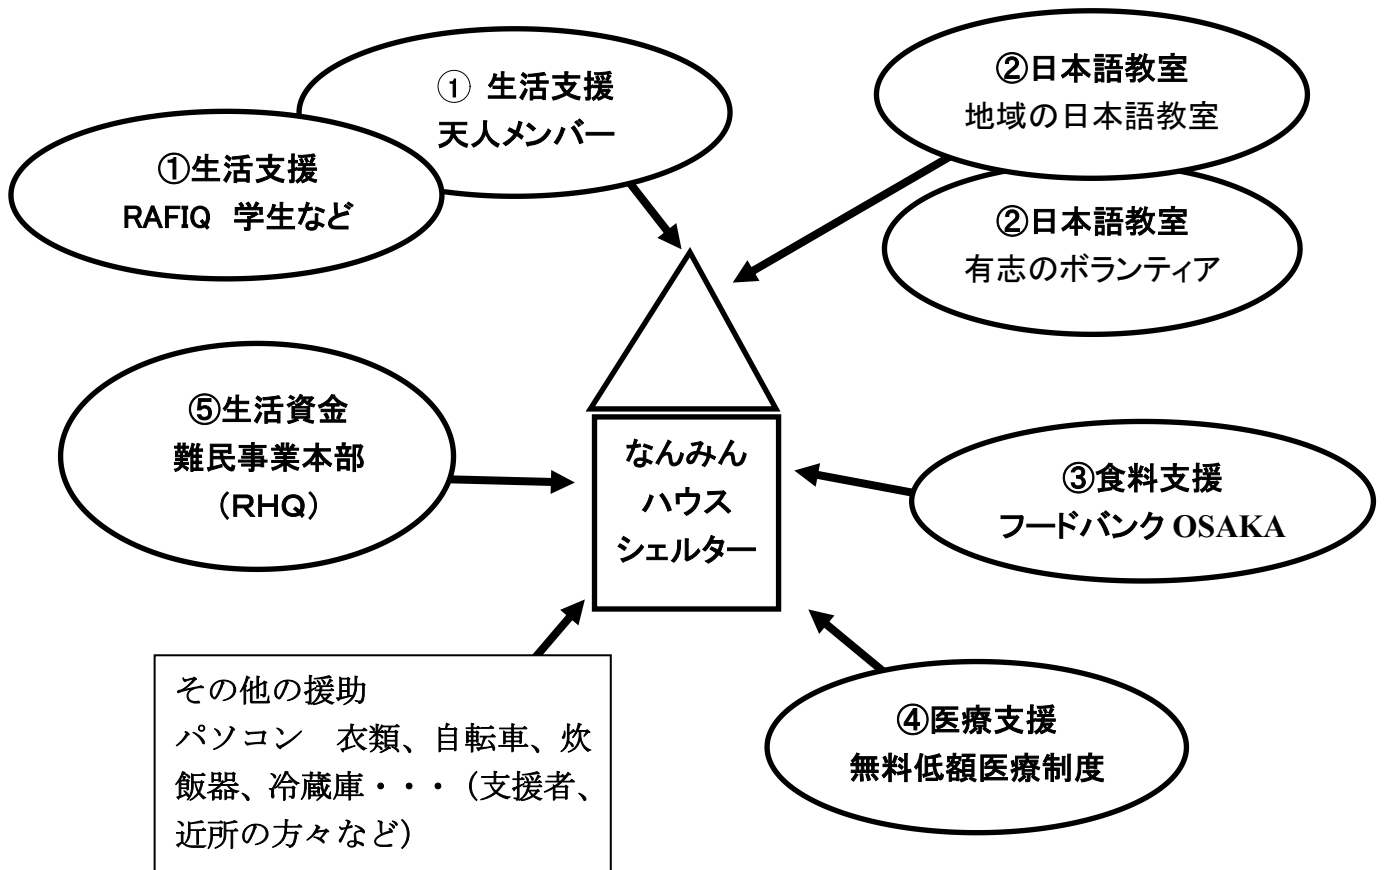 ① 生活支援
天人メンバー
①生活支援
RAFIQ 学生など
②日本語教室
地域の日本語教室
②日本語教室
有志のボランティア
⑤生活資金
難民事業本部
(RHQ)
なんみん
ハウス
シェルター
③食料支援
フードバンク OSAKA
④医療支援
無料低額医療制度
その他の援助
パソコン　衣類、自転車、炊
飯器、冷蔵庫・・・（支援者、
近所の方々など）